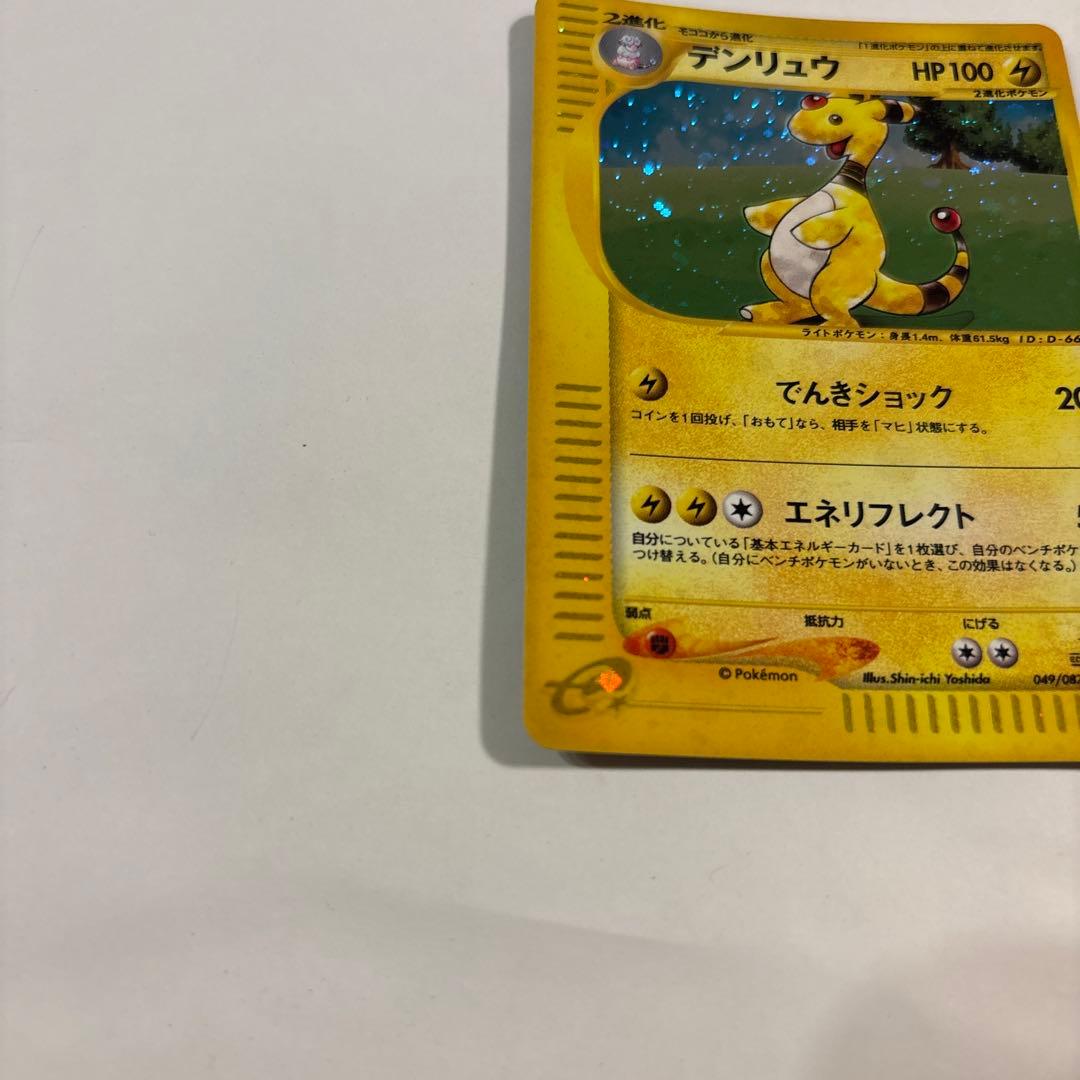 2進化
モココから進化
「1進化ポケモン」の上に重ねて進化させます。
デンリュウ HP100
2進化ポケモン
ライトポケモン：身長1.4m、体重61.5kg ID：D-66
でんきショック 20
コインを1回投げ、「おもて」なら、相手を「マヒ」状態にする。
エネリフレクト
自分についている「基本エネルギーカード」を1枚選び、自分のベンチポケ
つけ替える。（自分にベンチポケモンがいないとき、この効果はなくなる。）
弱点 抵抗力 にげる
© Pokémon Illus.Shin-ichi Yoshida 049/087